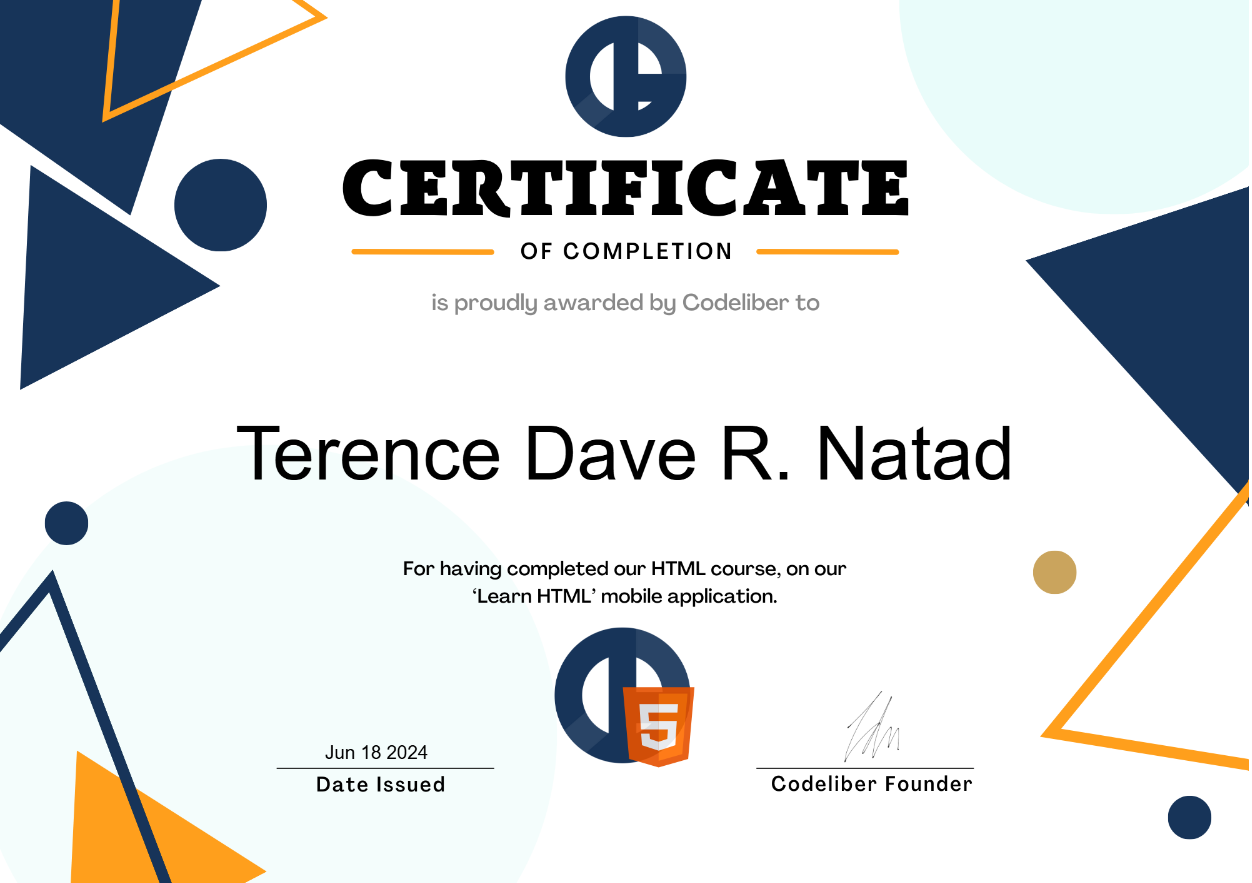 CERTIFICATE
OF COMPLETION
is proudly awarded by Codeliber to
Terence Dave R. Natad
For having completed our HTML course, on our
‘Learn HTML’ mobile application.
5
Jun 18 2024
Date Issued
Codeliber Founder